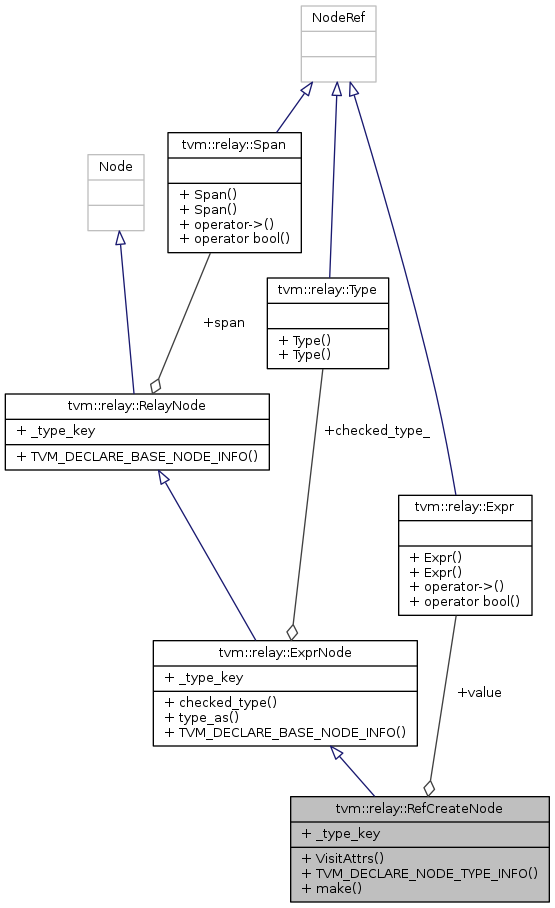 NodeRef
tvm::relay::Span
+ Span()
+ Span()
+ operator->()
+ operator bool()
Node
tvm::relay::Type
+ Type()
+ Type()
+span
tvm::relay::RelayNode
+ _type_key
+ TVM_DECLARE_BASE_NODE_INFO()
+checked_type_
tvm::relay::Expr
+ Expr()
+ Expr()
+ operator->()
+ operator bool()
tvm::relay::ExprNode
+ _type_key
+ checked_type()
+ type_as()
+ TVM_DECLARE_BASE_NODE_INFO()
+value
tvm::relay::RefCreateNode
+ _type_key
+ VisitAttrs()
+ TVM_DECLARE_NODE_TYPE_INFO()
+ make()